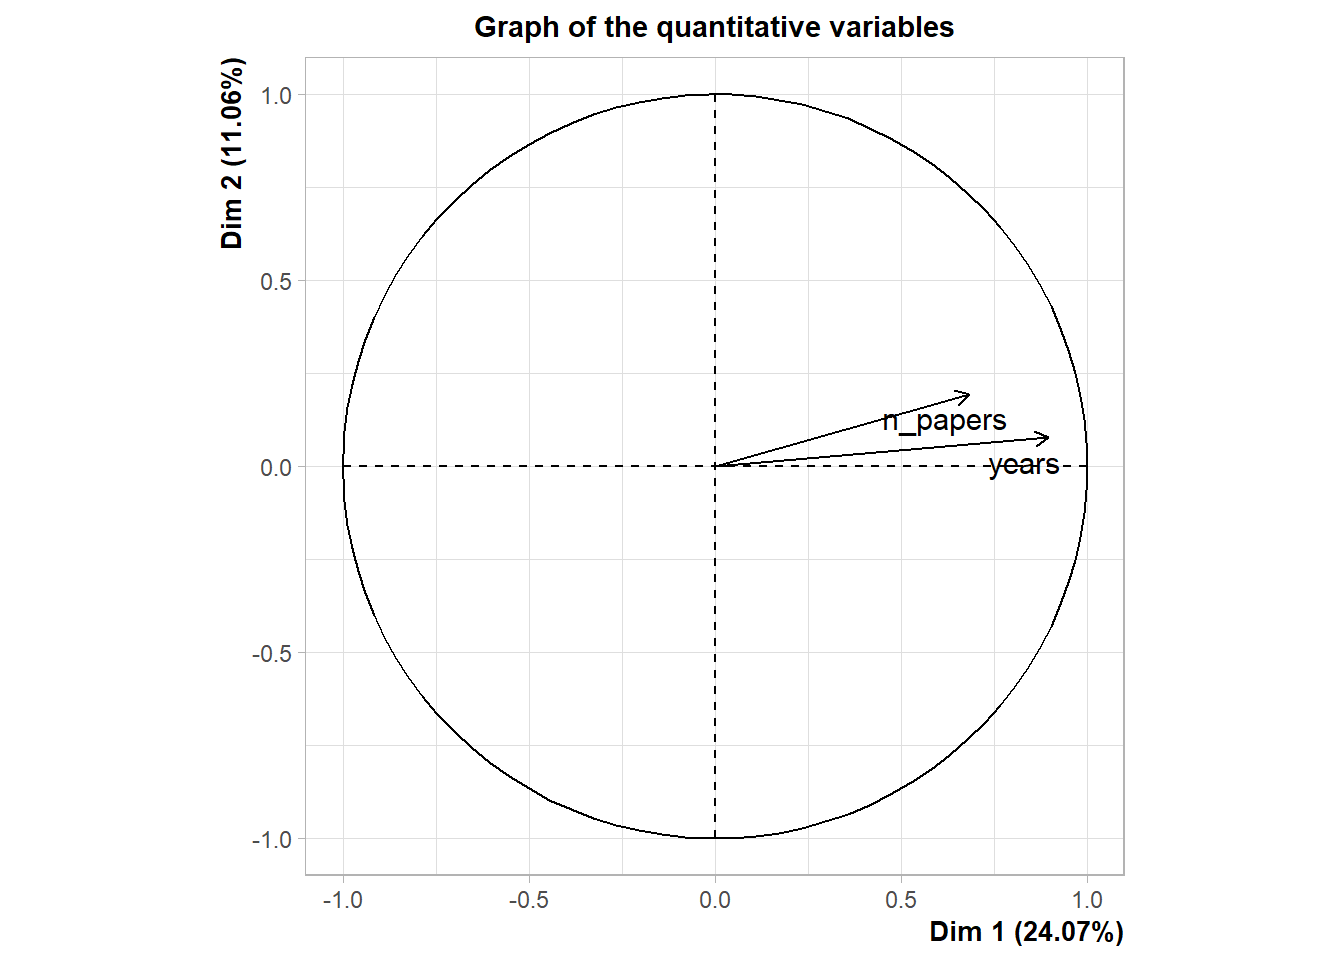 Graph of the quantitative variables
Dim 2 (11.06%)
1.0
0.5
0.0
-0.5
-1.0
n_papers
years
-1.0
-0.5
0.0
0.5
1.0
Dim 1 (24.07%)